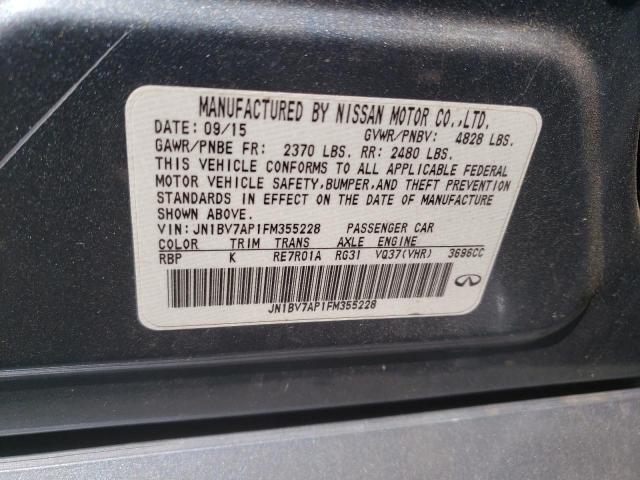 MANUFACTURED BY NISSAN MOTOR CO.,LTD.
DATE: 09/15 GVWR/PNBV: 4828 LBS.
GAWR/PNBE FR: 2370 LBS. RR: 2480 LBS.
THIS VEHICLE CONFORMS TO ALL APPLICABLE FEDERAL
MOTOR VEHICLE SAFETY,BUMPER,AND THEFT PREVENTION
STANDARDS IN EFFECT ON THE DATE OF MANUFACTURE
SHOWN ABOVE.
VIN: JN1BV7AP1FM355228 PASSENGER CAR
COLOR TRIM TRANS AXLE ENGINE
RBP K RE7R01A RG31 VQ37(VHR) 3696CC
JN1BV7AP1FM355228